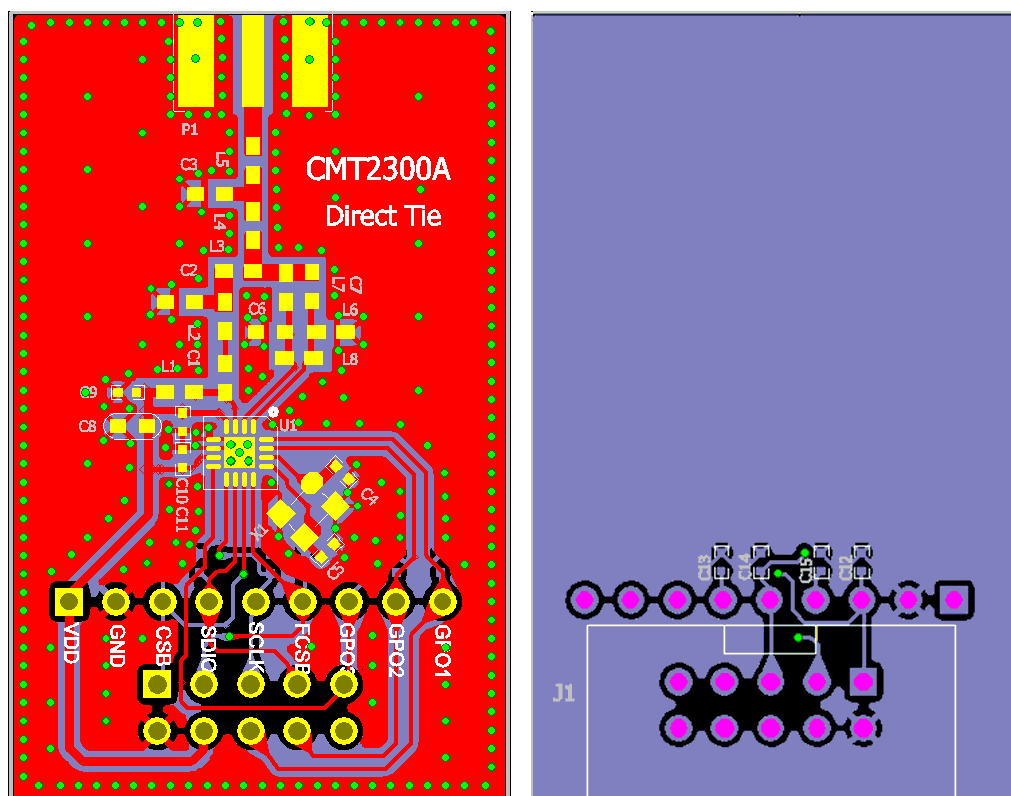 P1
CMT2300A
C3
L5
Direct Tie
L4
L3
C2
L7
C7
C6
L6
L2
C1
L8
L1
C9
C8
U1
C10
C11
C4
X1
C5
VDD
GND
CSB
SDIO
SCLK
FCSB
GPO3
GPO2
GPO1
C13
C14
C15
C12
J1